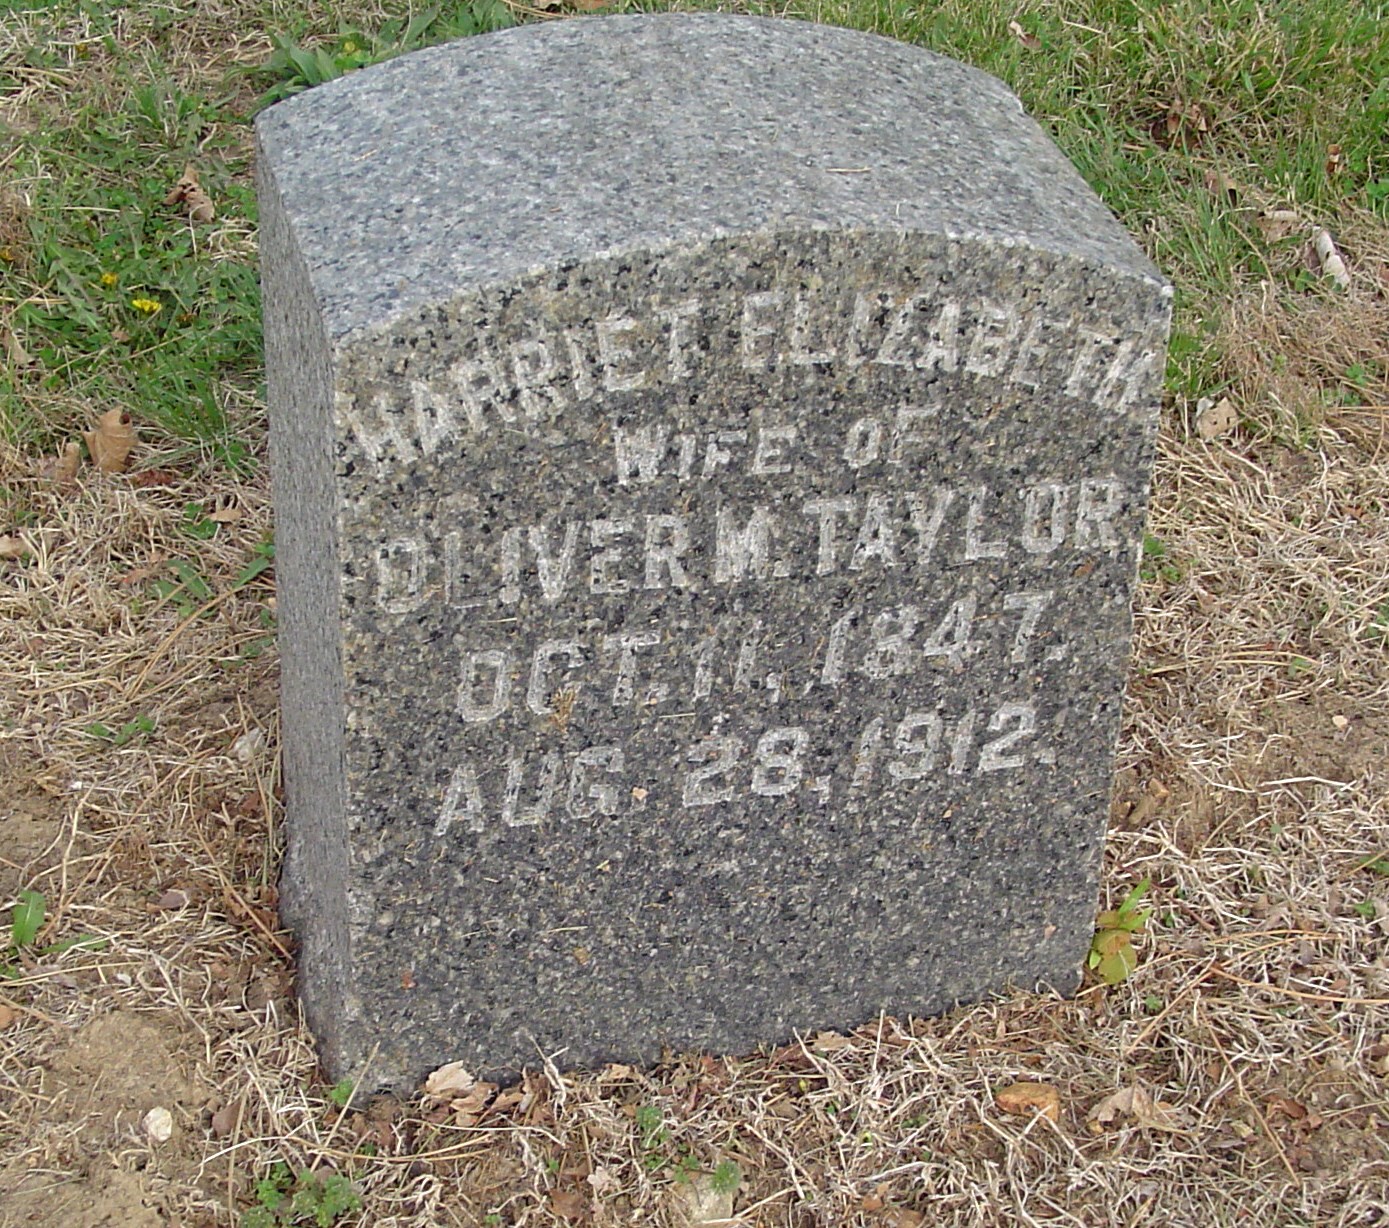 HARRIET ELIZABETH
WIFE OF
OLIVER M. TAYLOR
OCT. 11, 1847.
AUG. 28, 1912.